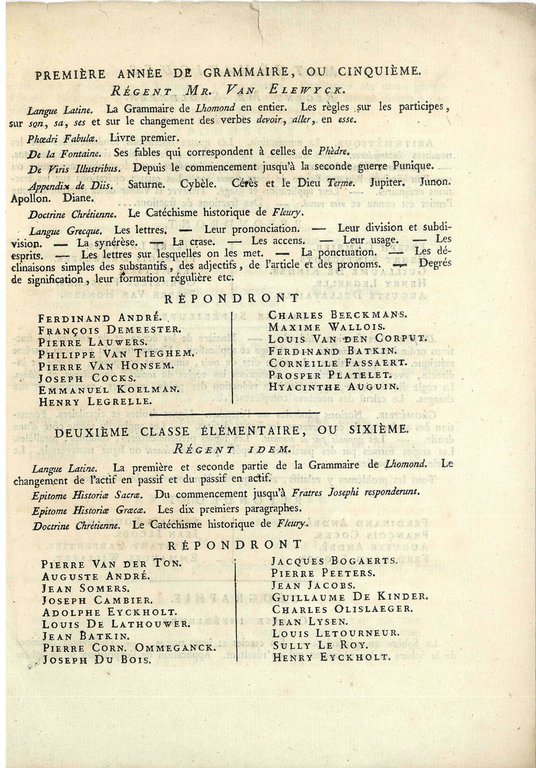 PREMIÈRE ANNÉE DE GRAMMAIRE, OU CINQUIÈME.
RÉGENT MR. VAN ELEWYCK.
Langue Latine. La Grammaire de Lhomond en entier. Les règles sur les participes,
sur son, sa, ses et sur le changement des verbes devoir, aller, en esse.
Phœdri Fabulæ. Livre premier.
De la Fontaine. Ses fables qui correspondent à celles de Phèdre.
De Viris Illustribus. Depuis le commencement jusqu'à la seconde guerre Punique.
Appendix de Diis. Saturne. Cybèle. Cérès et le Dieu Terme. Jupiter. Junon.
Apollon. Diane.
Doctrine Chrétienne. Le Catéchisme historique de Fleury.
Langue Grecque. Les lettres. — Leur prononciation. — Leur division et subdi-
vision. — La synérèse. — La crase. — Les accens. — Leur usage. — Les
esprits. — Les lettres sur lesquelles on les met. — La ponctuation. — Les dé-
clinaisons simples des substantifs, des adjectifs, de l'article et des pronoms. — Degrés
de signification, leur formation régulière etc.
RÉPONDRONT
FERDINAND ANDRÉ.
FRANÇOIS DEMEESTER.
PIERRE LAUWERS.
PHILIPPE VAN TIEGHEM.
PIERRE VAN HONSEM.
JOSEPH COCKS.
EMMANUEL KOELMAN.
HENRY LEGRELLE.
CHARLES BEECKMANS.
MAXIME WALLOIS.
LOUIS VAN DEN CORPUT.
FERDINAND BATKIN.
CORNEILLE FASSAERT.
PROSPER PLATELET.
HYACINTHE AUGUIN.
DEUXIÈME CLASSE ÉLÉMENTAIRE, OU SIXIÈME.
RÉGENT IDEM.
Langue Latine. La première et seconde partie de la Grammaire de Lhomond. Le
changement de l'actif en passif et du passif en actif.
Epitome Historiæ Sacræ. Du commencement jusqu'à Fratres Josephi responderunt.
Epitome Historiæ Græcæ. Les dix premiers paragraphes.
Doctrine Chrétienne. Le Catéchisme historique de Fleury.
RÉPONDRONT
PIERRE VAN DER TON.
AUGUSTE ANDRÉ.
JEAN SOMERS.
JOSEPH CAMBIER.
ADOLPHE EYCKHOLT.
LOUIS DE LATHOUWER.
JEAN BATKIN.
PIERRE CORN. OMMEGANCK.
JOSEPH DU BOIS.
JACQUES BOGAERTS.
PIERRE PEETERS.
JEAN JACOBS.
GUILLAUME DE KINDER.
CHARLES OLISLAEGER.
JEAN LYSEN.
LOUIS LETOURNEUR.
SULLY LE ROY.
HENRY EYCKHOLT.